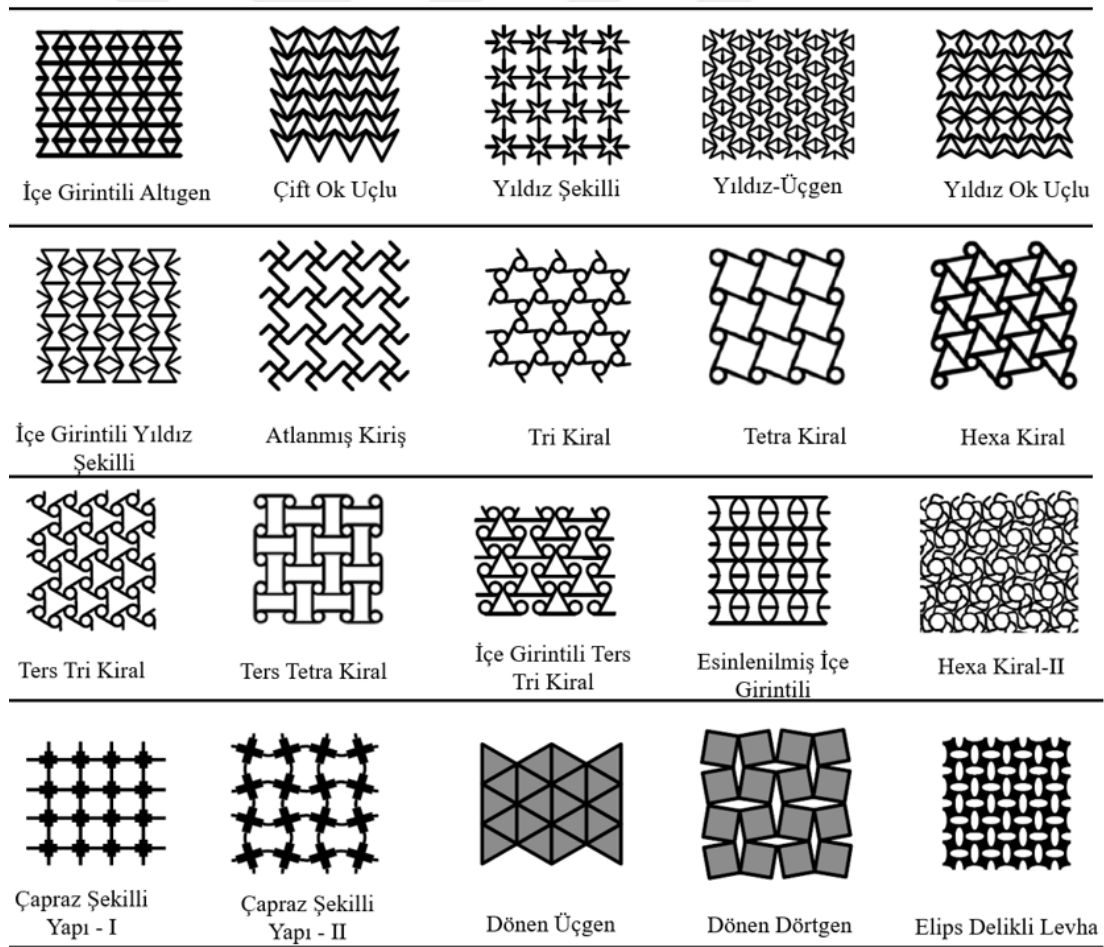 İçe Girintili Altıgen
Çift Ok Uçlu
Yıldız Şekilli
Yıldız-Üçgen
Yıldız Ok Uçlu
İçe Girintili Yıldız
Şekilli
Atlanmış Kiriş
Tri Kiral
Tetra Kiral
Hexa Kiral
Ters Tri Kiral
Ters Tetra Kiral
İçe Girintili Ters
Tri Kiral
Esinlenilmiş İçe
Girintili
Hexa Kiral-II
Çapraz Şekilli
Yapı - I
Çapraz Şekilli
Yapı - II
Dönen Üçgen
Dönen Dörtgen
Elips Delikli Levha